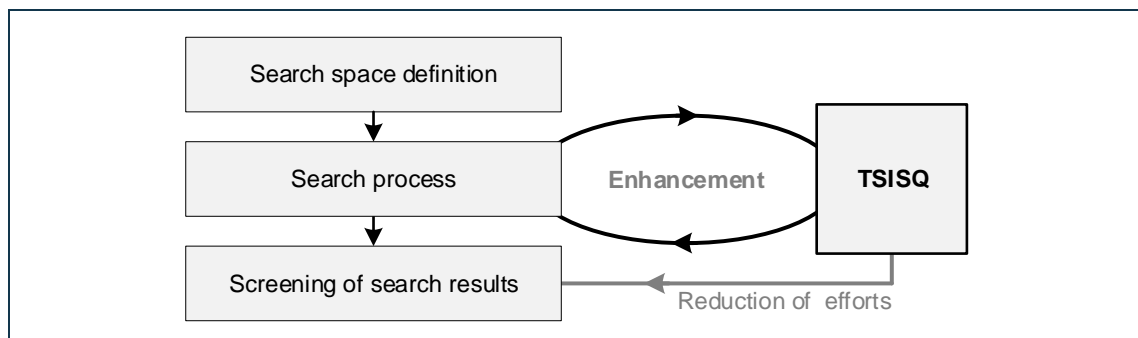 Search space definition
Search process
Enhancement
TSISQ
Screening of search results
Reduction of efforts